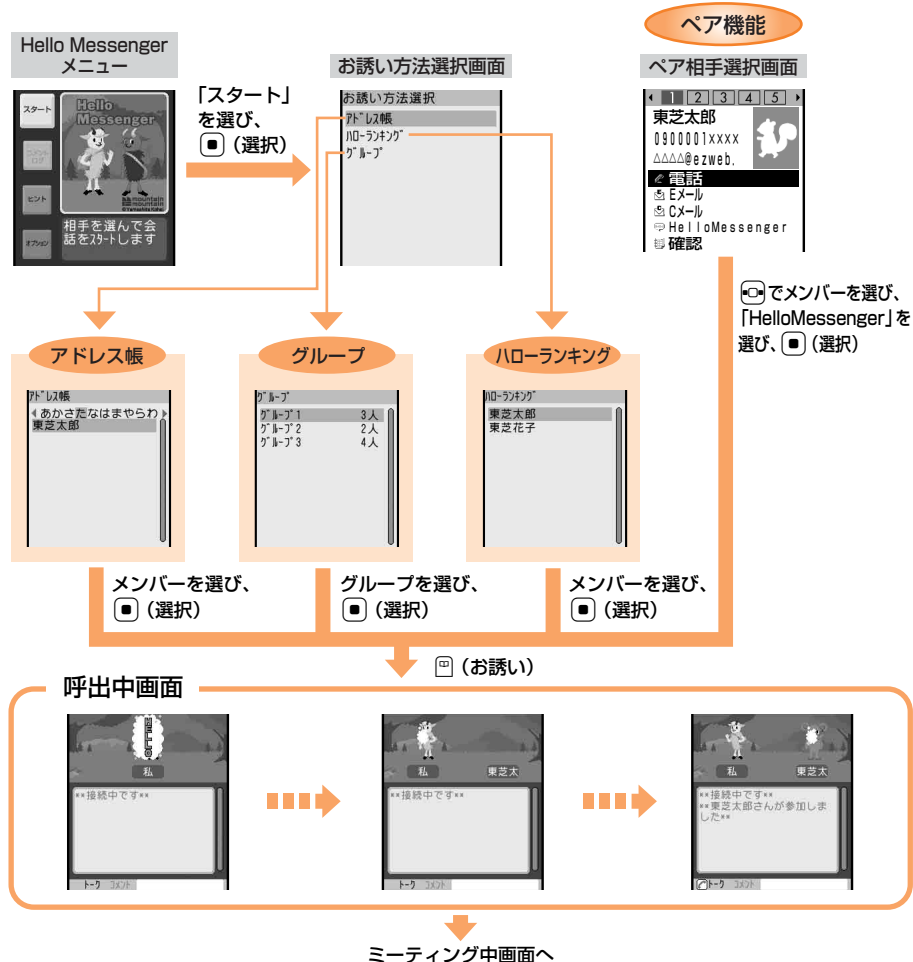 ペア機能
Hello Messenger
メニュー
お誘い方法選択画面
ペア相手選択画面
スタート
コメント
ログ
ヒント
オプション
Hello
Messenger
mountain
mountain
©Yamashita Kohei
相手を選んで会
話をｽﾀｰﾄします
「スタート」
を選び、
(選択)
お誘い方法選択
ｱﾄﾞﾚｽ帳
ﾊﾛｰﾗﾝｷﾝｸﾞ
ｸﾞﾙｰﾌﾟ
1 2 3 4 5
東芝太郎
0900001xxxx
△△△△@ezweb.
電話
Eﾒｰﾙ
Cﾒｰﾙ
HelloMessenger
確認
でメンバーを選び、
「HelloMessenger」を
選び、(選択)
アドレス帳
ｱﾄﾞﾚｽ帳
あかさたなはまやらわ
東芝太郎
グループ
ｸﾞﾙｰﾌﾟ
ｸﾞﾙｰﾌﾟ1 3人
ｸﾞﾙｰﾌﾟ2 2人
ｸﾞﾙｰﾌﾟ3 4人
ハローランキング
ﾊﾛｰﾗﾝｷﾝｸﾞ
東芝太郎
東芝花子
メンバーを選び、
(選択)
グループを選び、
(選択)
メンバーを選び、
(選択)
(お誘い)
呼出中画面
HELLO
私
**接続中です**
トーク ｺﾒﾝﾄ
私 東芝太
**接続中です**
トーク ｺﾒﾝﾄ
私 東芝太
**接続中です**
**東芝太郎さんが参加しま
した**
トーク ｺﾒﾝﾄ
ミーティング中画面へ